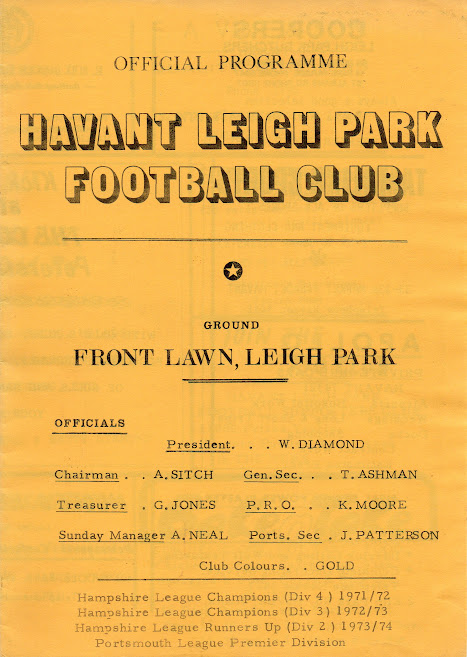 OFFICIAL PROGRAMME
HAVANT LEIGH PARK
FOOTBALL CLUB
GROUND
FRONT LAWN, LEIGH PARK
OFFICIALS
President. . . W. DIAMOND
Chairman . . A. SITCH Gen. Sec. . . T. ASHMAN
Treasurer . G. JONES P. R. O. . . K. MOORE
Sunday Manager A. NEAL Ports. Sec . J. PATTERSON
Club Colours. . GOLD
Hampshire League Champions (Div 4 ) 1971/72
Hampshire League Champions (Div 3) 1972/73
Hampshire League Runners Up (Div 2 ) 1973/74
Portsmouth League Premier Division